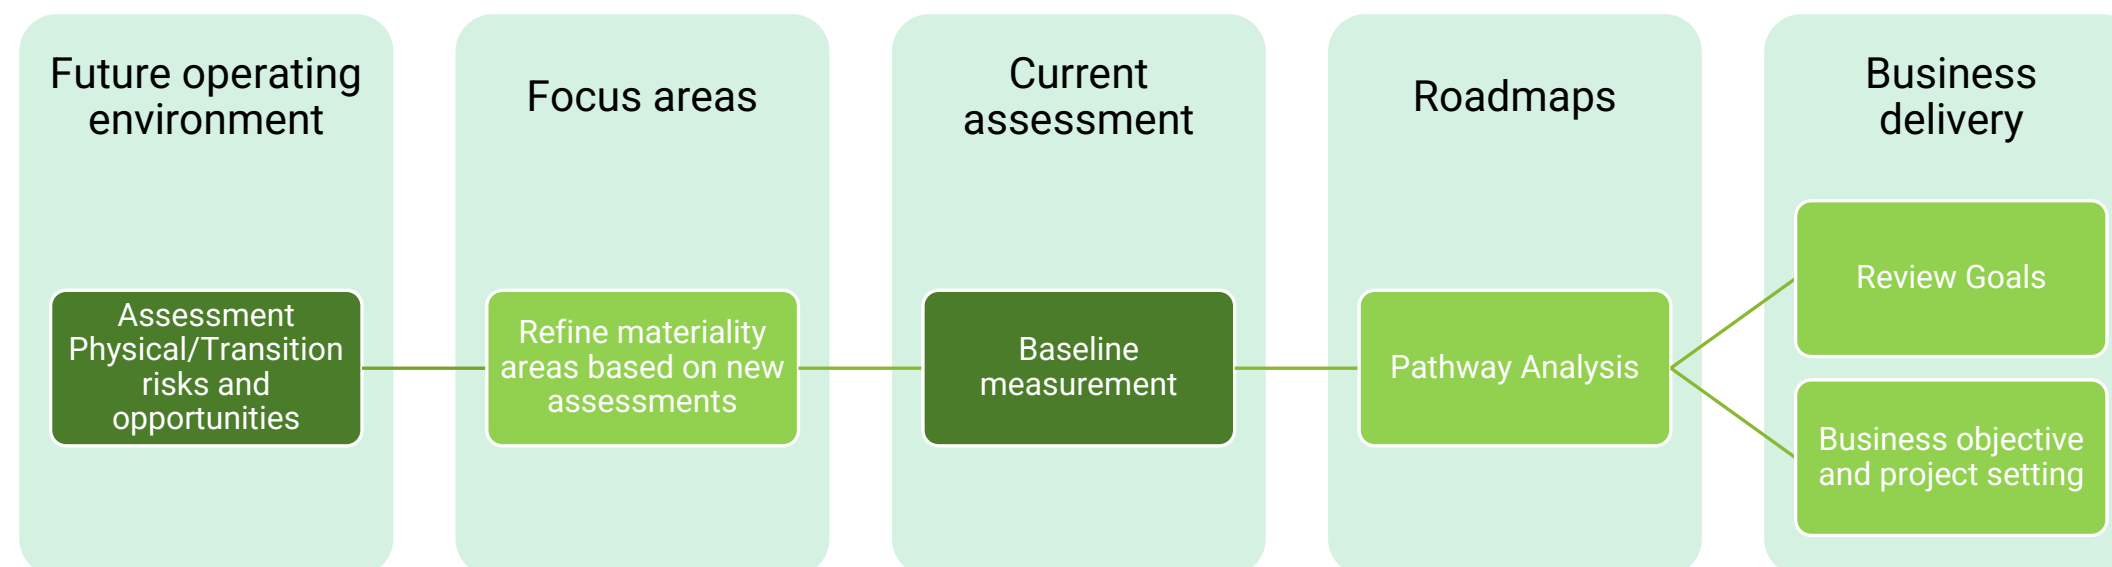 Future operating
environment
Assessment
Physical/Transition
risks and
opportunities
Focus areas
Refine materiality
areas based on new
assessments
Current
assessment
Baseline
measurement
Roadmaps
Pathway Analysis
Business
delivery
Review Goals
Business objective
and project setting